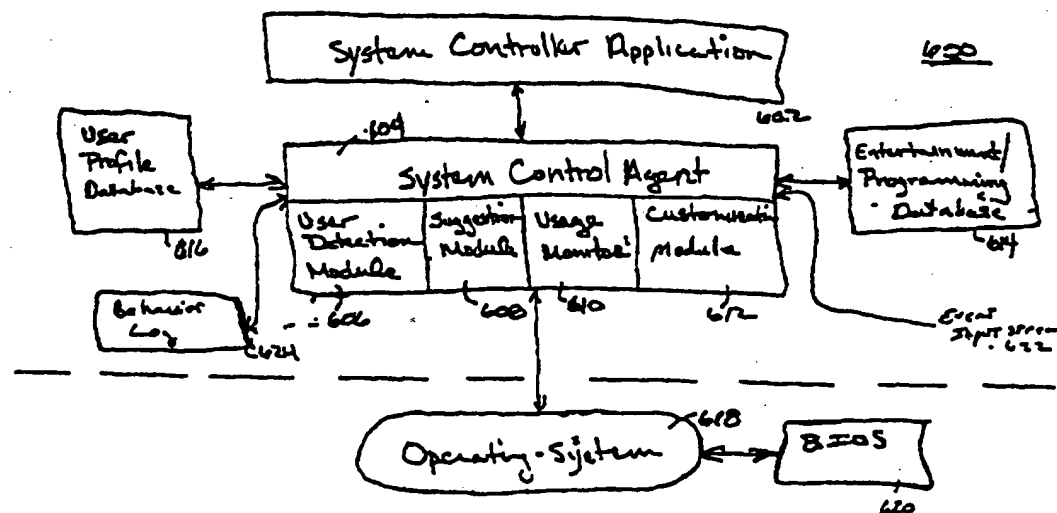 System Controller Application
600
602
604
User
Profile
Database
616
System Control Agent
Entertainment/
Programming
Database
614
User
Detection
Module
606
Suggestion
Module
608
Usage
Monitor
610
Customization
Module
612
Behavior
Log
624
Event
Input Stream
622
Operating System
618
BIOS
620